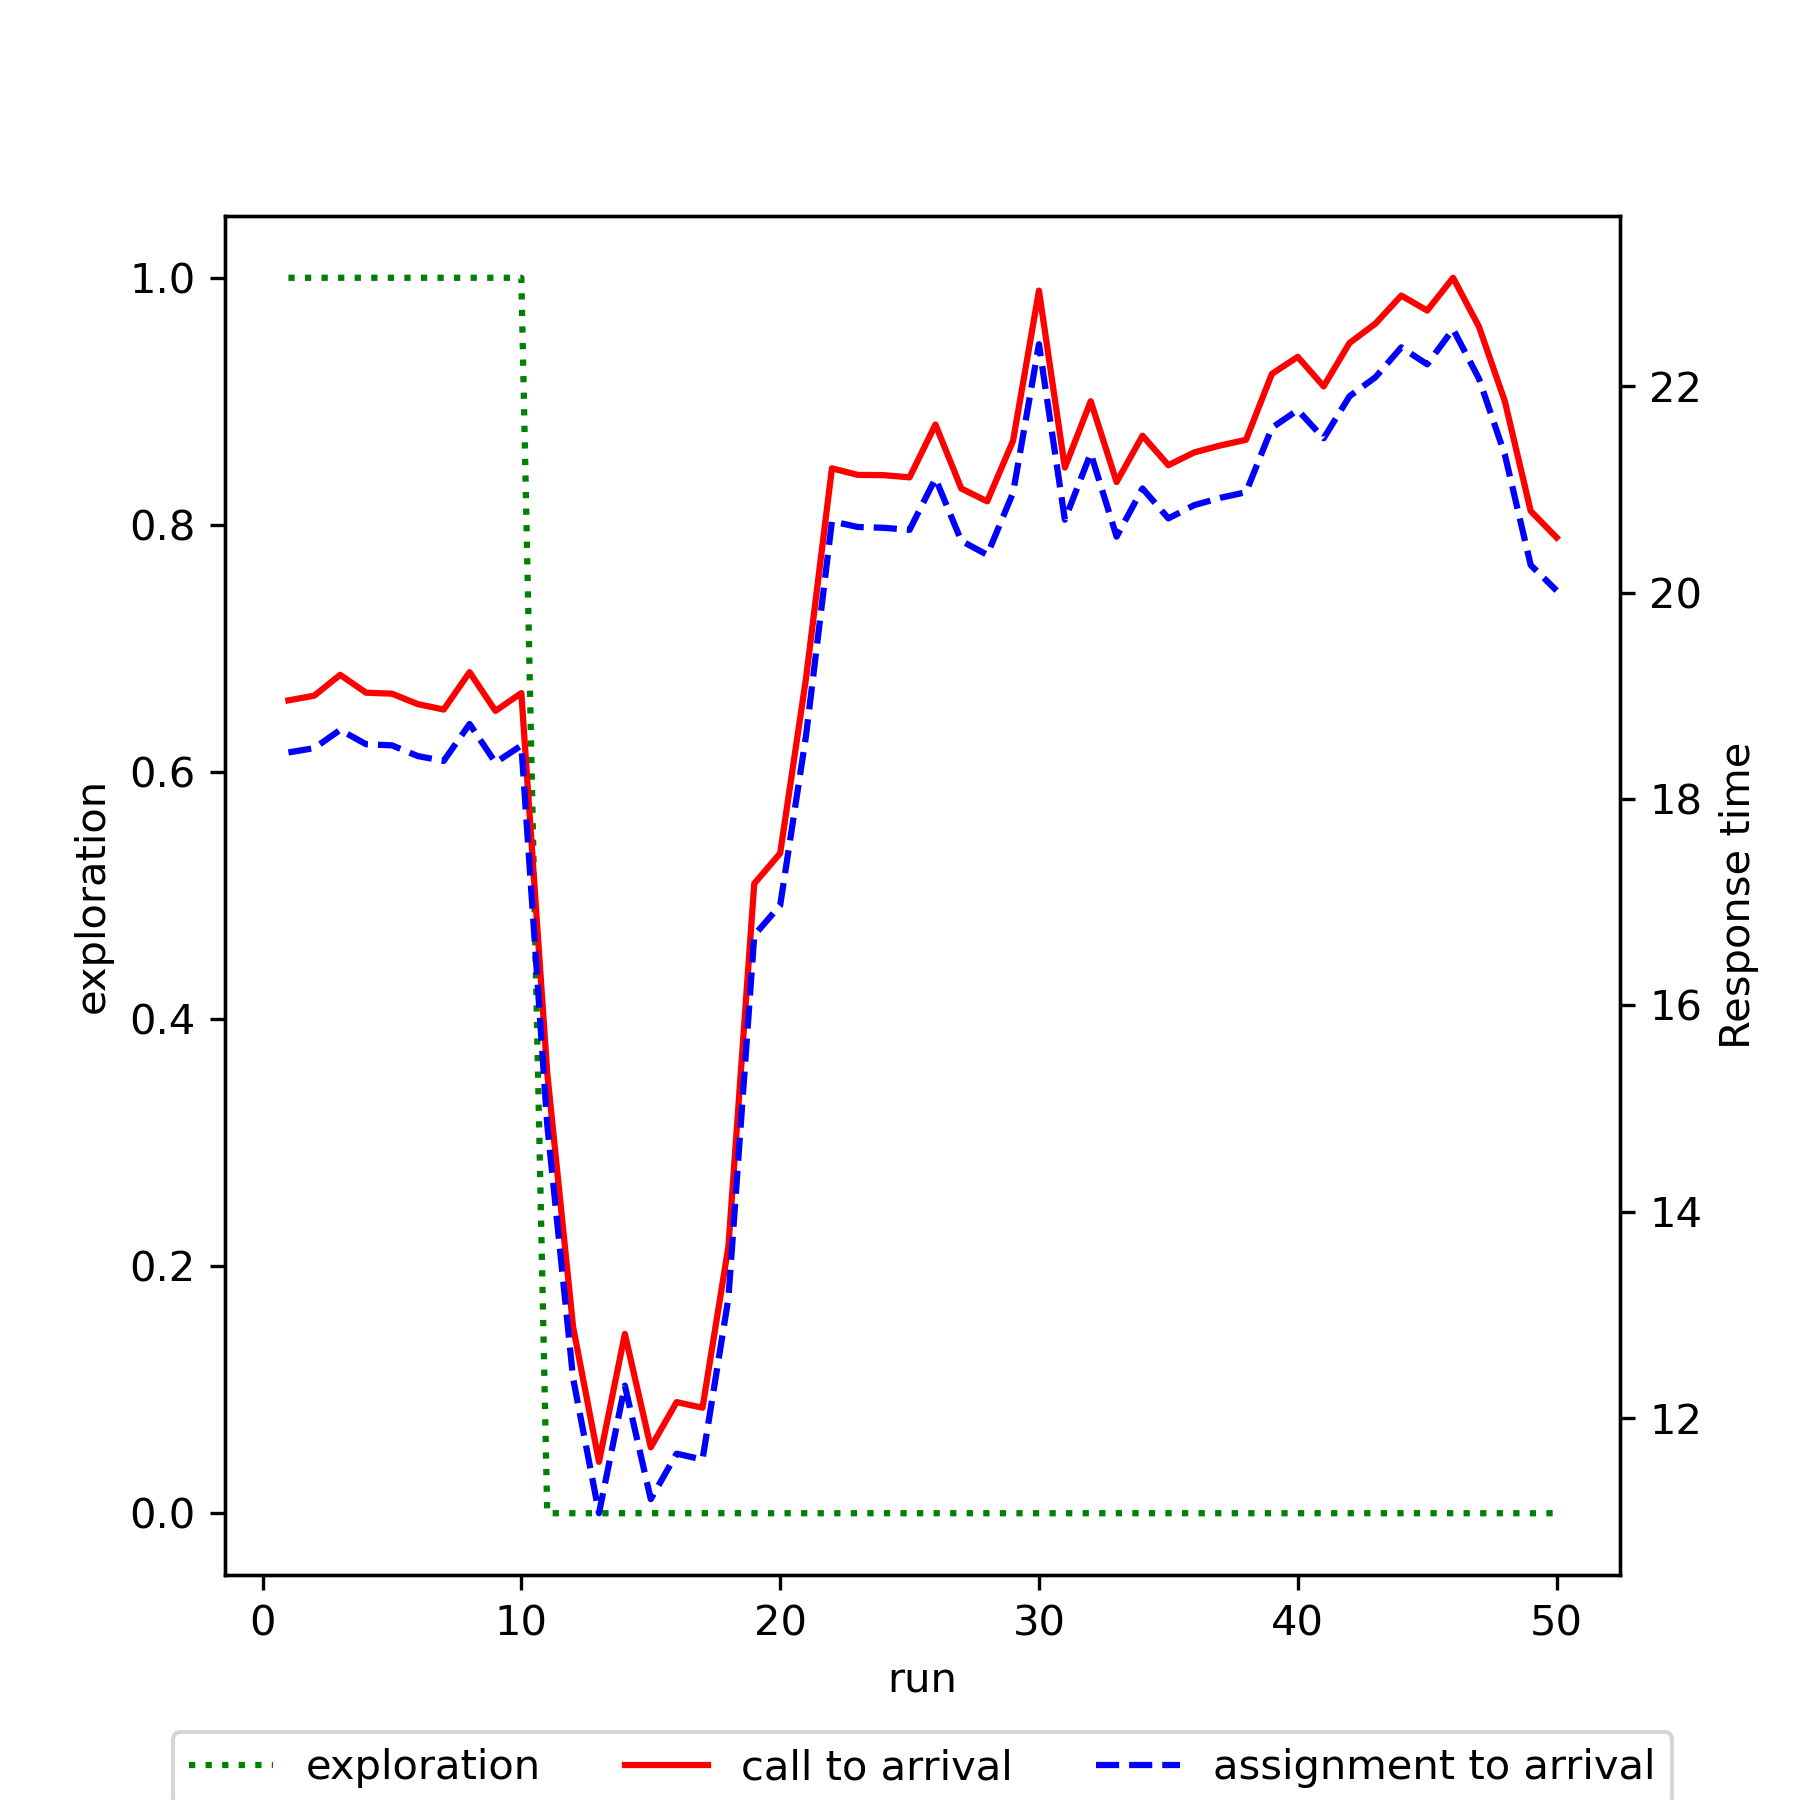 1.0
0.8
0.6
0.4
0.2
0.0
exploration
22
20
18
16
14
12
Response time
0 10 20 30 40 50
run
exploration call to arrival assignment to arrival